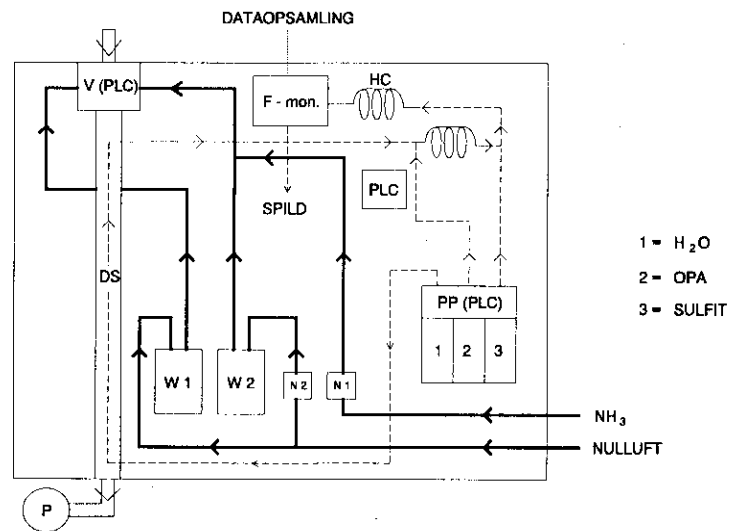 DATAOPSAMLING
V (PLC)
F - mon.
HC
PLC
SPILD
DS
1 = H₂O
2 = OPA
3 = SULFIT
PP (PLC)
1 2 3
W 1
W 2
N 2
N 1
NH₃
NULLUFT
P